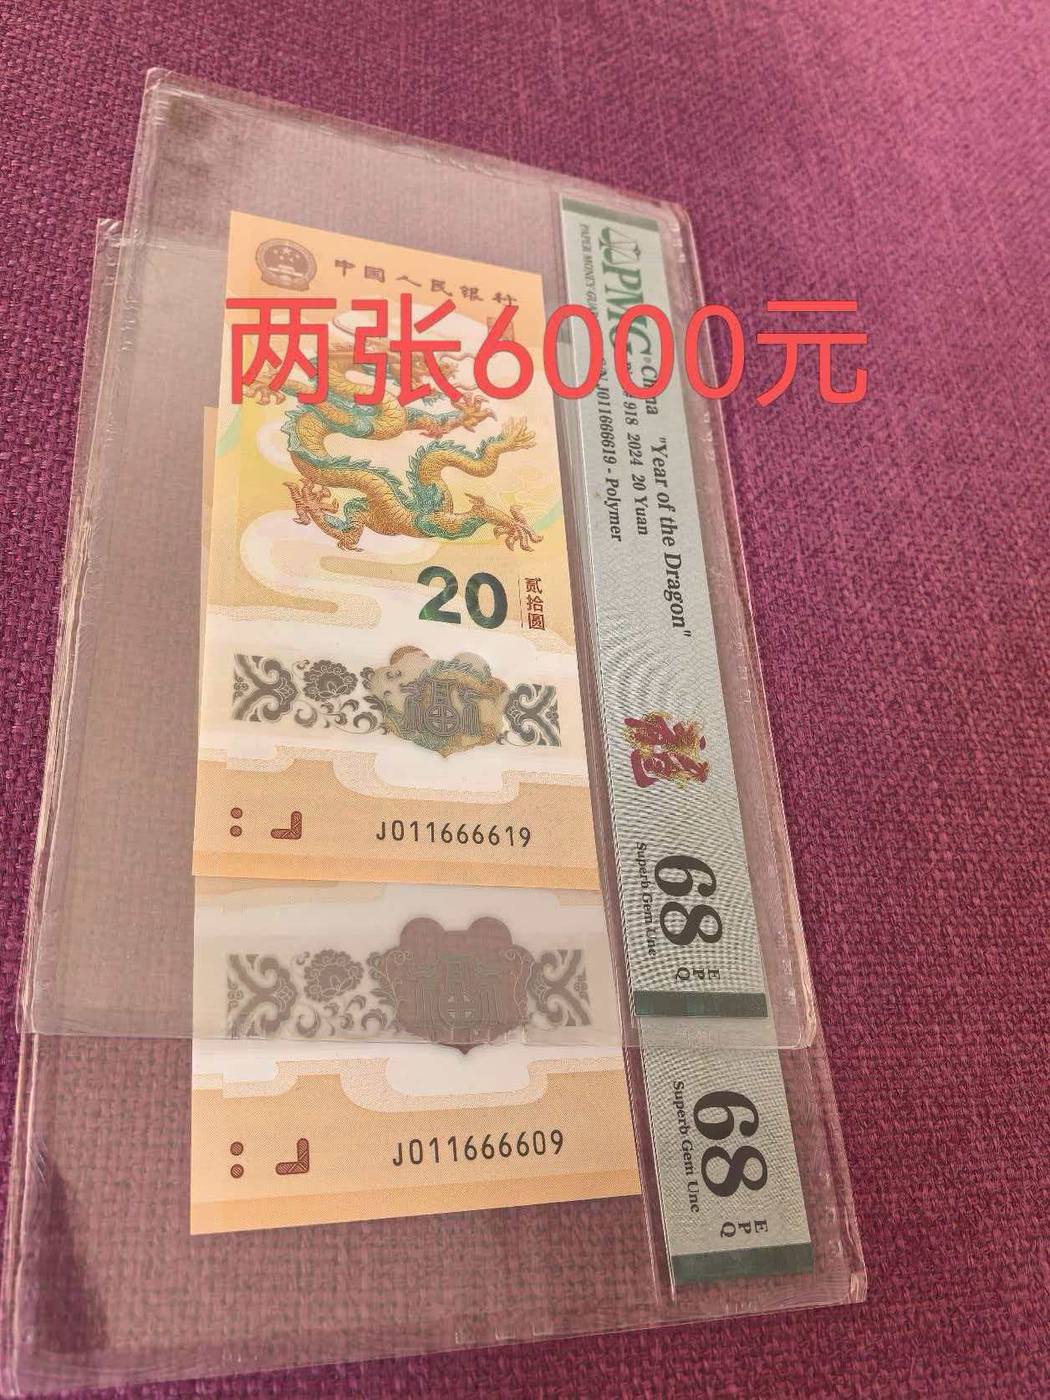 中国人民银行
两张6000元
20
贰拾圆
J011666619
J011666609
PMG
PAPER MONEY GUA
China "Year of the Dragon"
918 2024 20 Yuan
J011666619 - Polymer
68
EPQ
Superb Gem Unc
68
EPQ
Superb Gem Unc